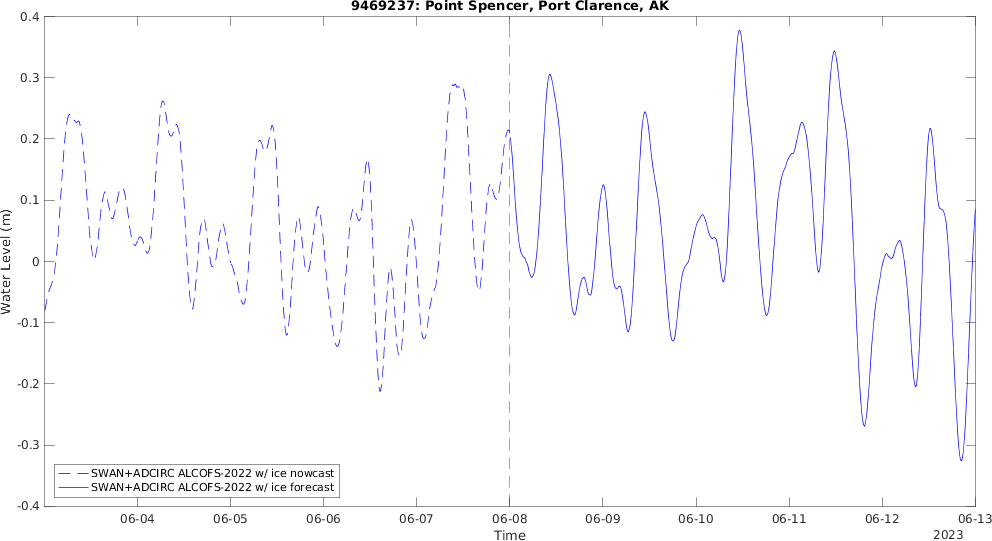 9469237: Point Spencer, Port Clarence, AK
0.4
0.3
0.2
0.1
0
-0.1
-0.2
-0.3
-0.4
Water Level (m)
SWAN+ADCIRC ALCOFS-2022 w/ ice nowcast
SWAN+ADCIRC ALCOFS-2022 w/ ice forecast
06-04 06-05 06-06 06-07 06-08 06-09 06-10 06-11 06-12 06-13
Time
2023